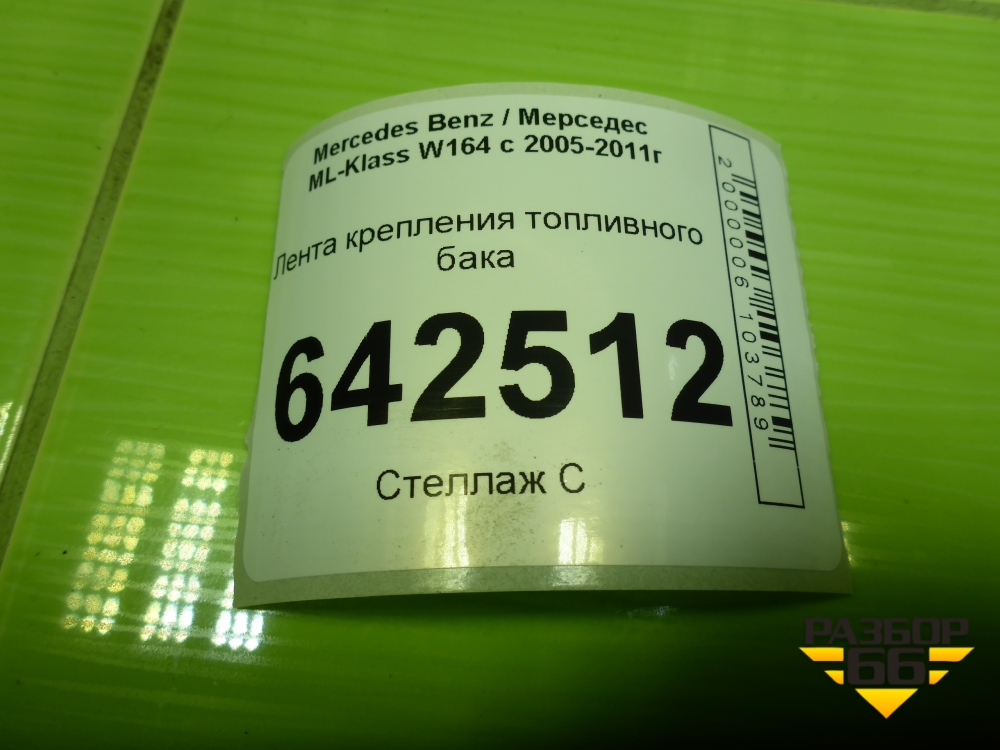 Mercedes Benz / Мерседес
ML-Klass W164 с 2005-2011г
Лента крепления топливного
бака
642512
Стеллаж С
2000006103789
РАЗБОР
66